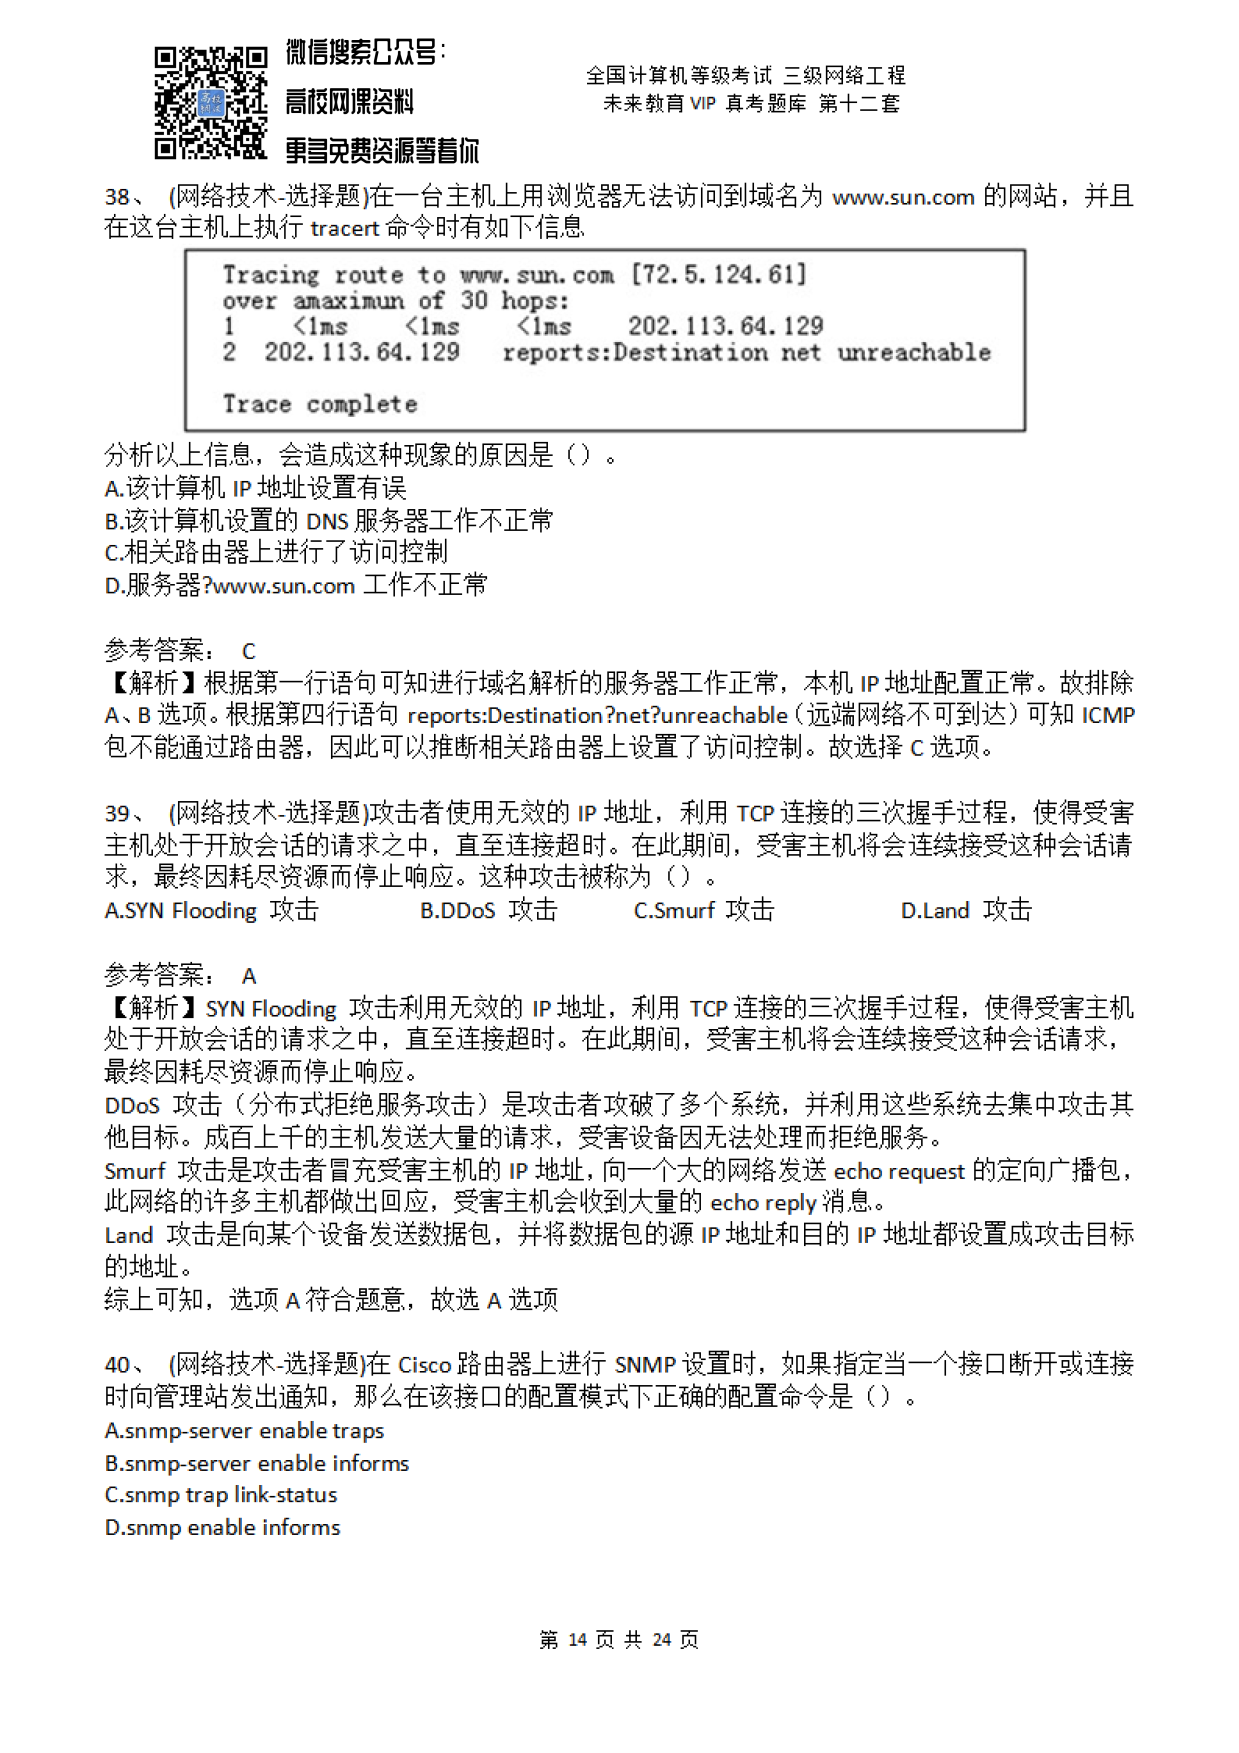 微信搜索公众号：
高校网课资料
更多免费资源等着你
全国计算机等级考试 三级网络工程
未来教育 VIP 真考题库 第十二套
38、 (网络技术-选择题)在一台主机上用浏览器无法访问到域名为 www.sun.com 的网站，并且
在这台主机上执行 tracert 命令时有如下信息
Tracing route to www.sun.com [72.5.124.61]
over amaximun of 30 hops:
1 <1ms <1ms <1ms 202.113.64.129
2 202.113.64.129 reports:Destination net unreachable
Trace complete
分析以上信息，会造成这种现象的原因是（）。
A.该计算机 IP 地址设置有误
B.该计算机设置的 DNS 服务器工作不正常
C.相关路由器上进行了访问控制
D.服务器?www.sun.com 工作不正常
参考答案： C
【解析】根据第一行语句可知进行域名解析的服务器工作正常，本机 IP 地址配置正常。故排除
A、B 选项。根据第四行语句 reports:Destination?net?unreachable（远端网络不可到达）可知 ICMP
包不能通过路由器，因此可以推断相关路由器上设置了访问控制。故选择 C 选项。
39、 (网络技术-选择题)攻击者使用无效的 IP 地址，利用 TCP 连接的三次握手过程，使得受害
主机处于开放会话的请求之中，直至连接超时。在此期间，受害主机将会连续接受这种会话请
求，最终因耗尽资源而停止响应。这种攻击被称为（）。
A.SYN Flooding 攻击 B.DDoS 攻击 C.Smurf 攻击 D.Land 攻击
参考答案： A
【解析】SYN Flooding 攻击利用无效的 IP 地址，利用 TCP 连接的三次握手过程，使得受害主机
处于开放会话的请求之中，直至连接超时。在此期间，受害主机将会连续接受这种会话请求，
最终因耗尽资源而停止响应。
DDoS 攻击（分布式拒绝服务攻击）是攻击者攻破了多个系统，并利用这些系统去集中攻击其
他目标。成百上千的主机发送大量的请求，受害设备因无法处理而拒绝服务。
Smurf 攻击是攻击者冒充受害主机的 IP 地址，向一个大的网络发送 echo request 的定向广播包，
此网络的许多主机都做出回应，受害主机会收到大量的 echo reply 消息。
Land 攻击是向某个设备发送数据包，并将数据包的源 IP 地址和目的 IP 地址都设置成攻击目标
的地址。
综上可知，选项 A 符合题意，故选 A 选项
40、 (网络技术-选择题)在 Cisco 路由器上进行 SNMP 设置时，如果指定当一个接口断开或连接
时向管理站发出通知，那么在该接口的配置模式下正确的配置命令是（）。
A.snmp-server enable traps
B.snmp-server enable informs
C.snmp trap link-status
D.snmp enable informs
第 14 页 共 24 页